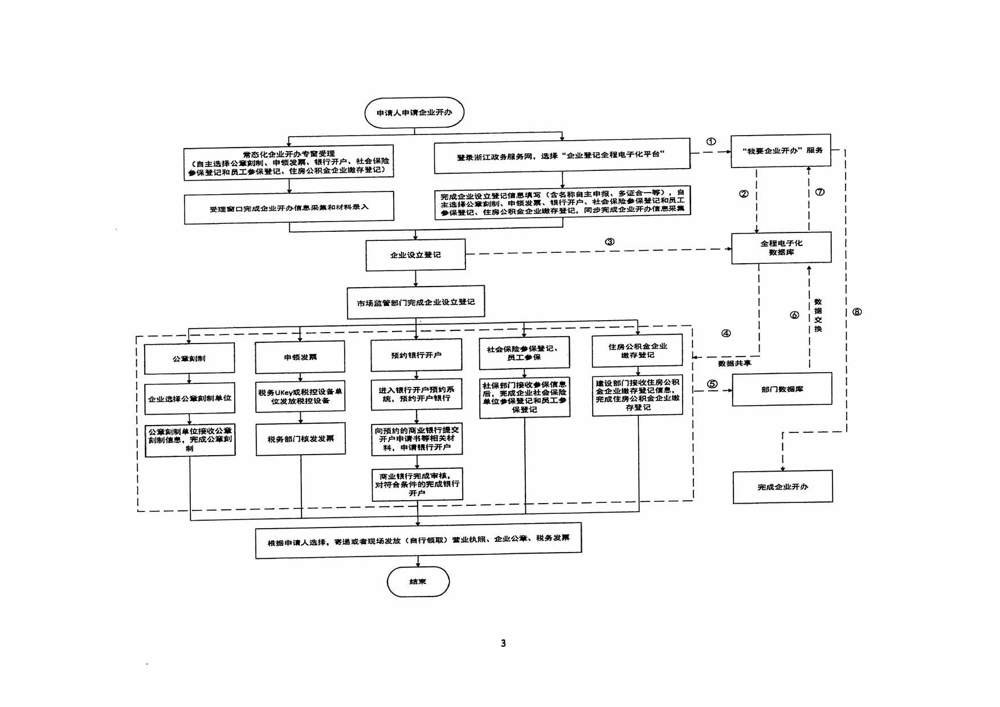 申请人申请企业开办
常态化企业开办专窗受理
（自主选择公章刻制、申领发票、银行开户、社会保险
参保登记和员工参保登记、住房公积金企业缴存登记）
登录浙江政务服务网，选择“企业登记全程电子化平台”
①
“我要企业开办”服务
受理窗口完成企业开办信息采集和材料录入
完成企业设立登记信息填写（含名称自主申报、多证合一等），自
主选择公章刻制、申领发票、银行开户、社会保险参保登记和员工
参保登记、住房公积金企业缴存登记，同步完成企业开办信息采集
②
⑦
企业设立登记
③
全程电子化
数据库
市场监管部门完成企业设立登记
④
数据共享
⑥
数
据
交
换
⑧
公章刻制
申领发票
预约银行开户
社会保险参保登记、
员工参保
住房公积金企业
缴存登记
企业选择公章刻制单位
税务UKey或税控设备单
位发放税控设备
进入银行开户预约系
统，预约开户银行
社保部门接收参保信息
后，完成企业社会保险
单位参保登记和员工参
保登记
建设部门接收住房公积
金企业缴存登记信息，
完成住房公积金企业缴
存登记
⑤
部门数据库
公章刻制单位接收公章
刻制信息，完成公章刻
制
税务部门核发发票
向预约的商业银行提交
开户申请书等相关材
料，申请银行开户
商业银行完成审核，
对符合条件的完成银行
开户
完成企业开办
根据申请人选择，寄递或者现场发放（自行领取）营业执照、企业公章、税务发票
结束
3